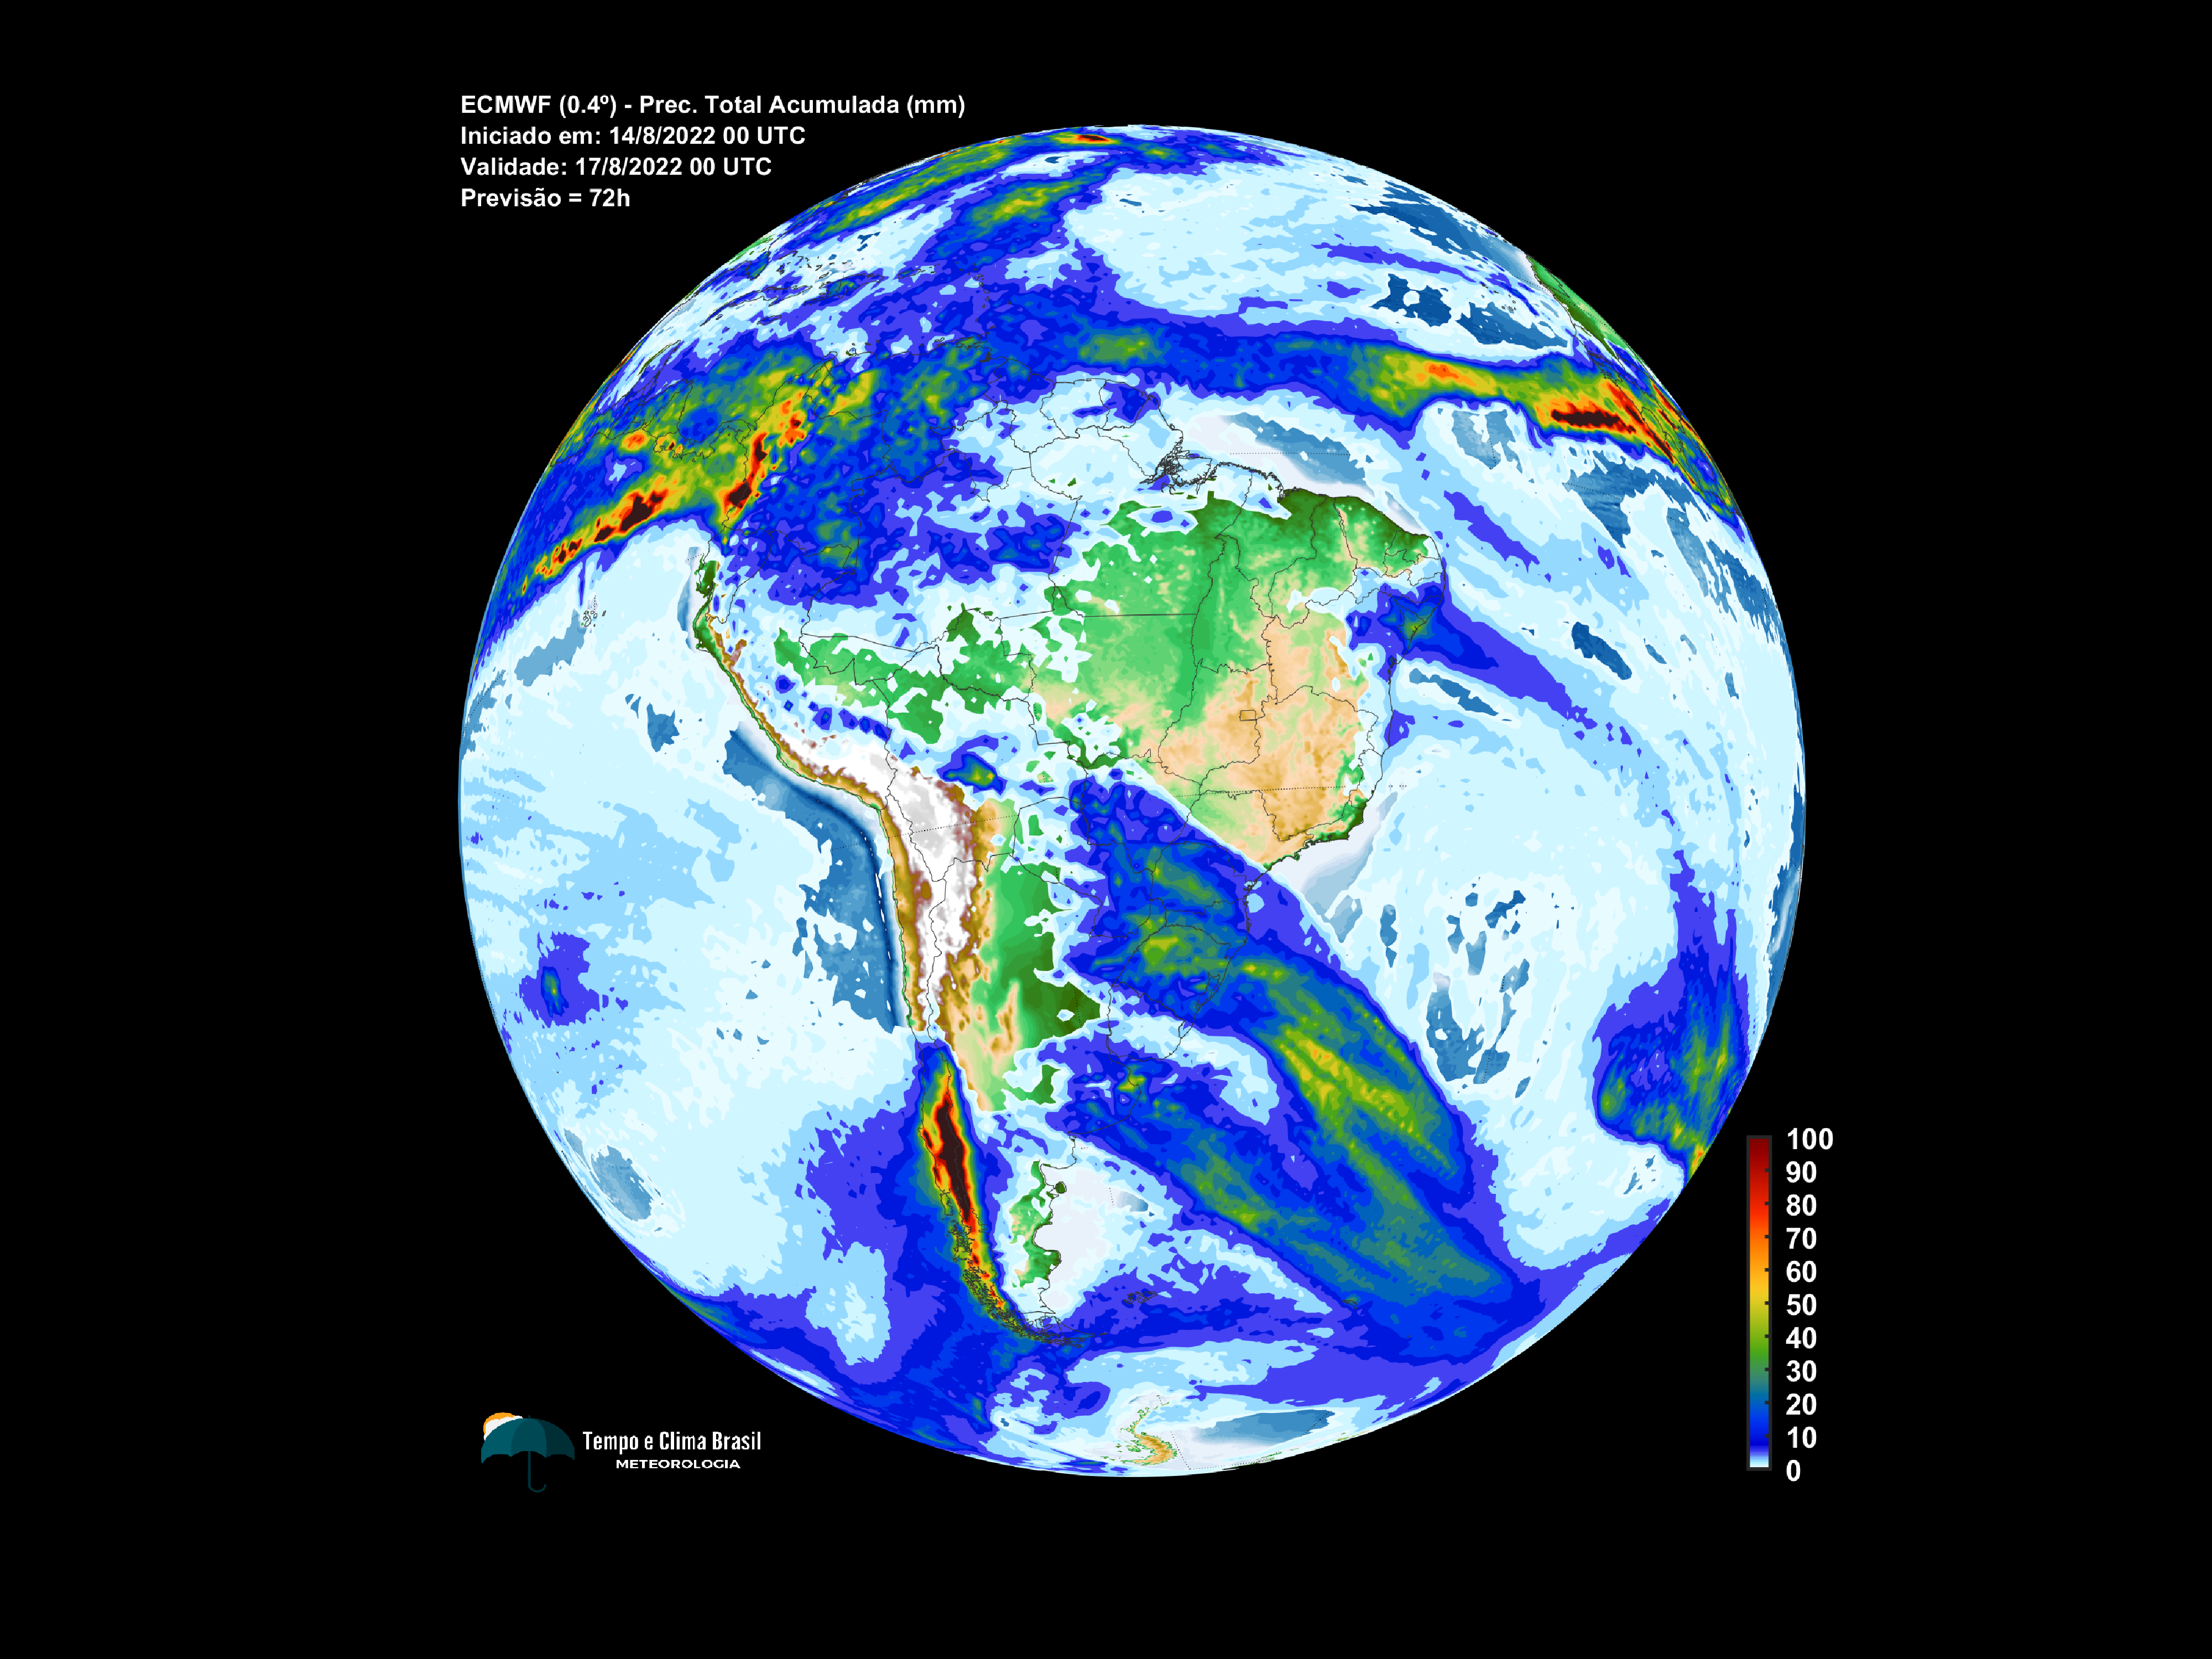 ECMWF (0.4º) - Prec. Total Acumulada (mm)
Iniciado em: 14/8/2022 00 UTC
Validade: 17/8/2022 00 UTC
Previsão = 72h
100
90
80
70
60
50
40
30
20
10
0
Tempo e Clima Brasil
METEOROLOGIA